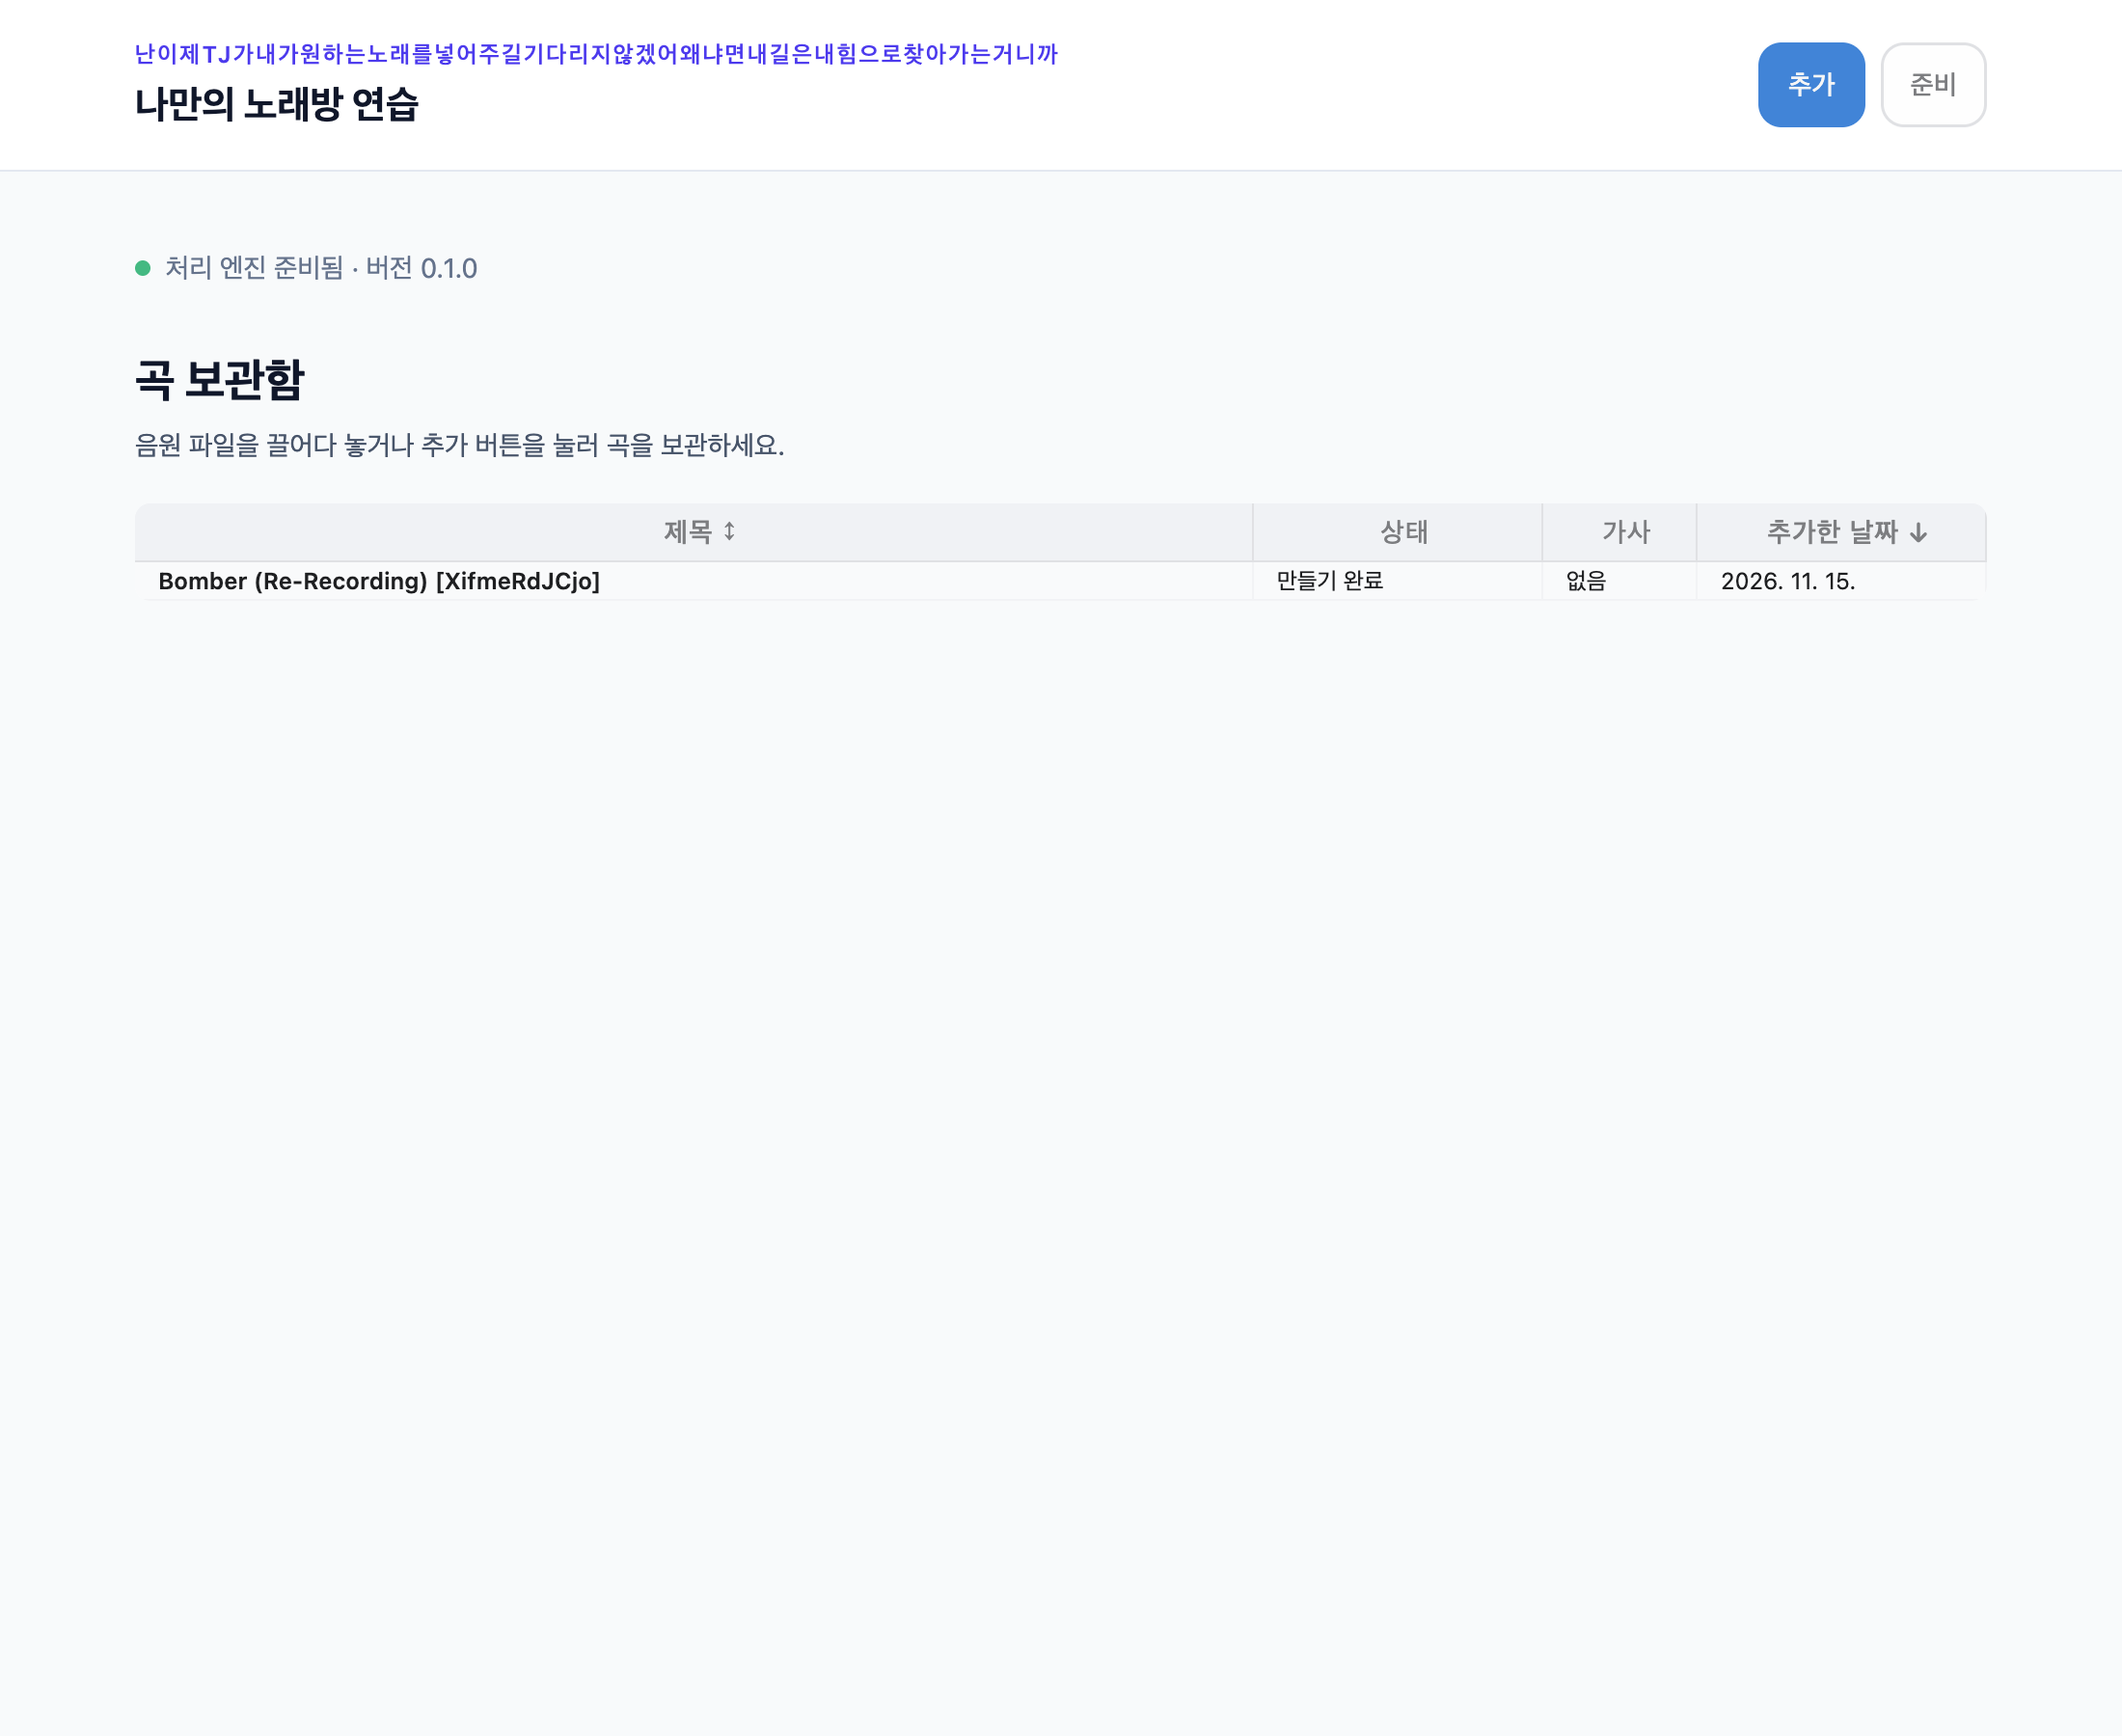 난이제TJ가내가원하는노래를넣어주길기다리지않겠어왜냐면내길은내힘으로찾아가는거니까
나만의 노래방 연습
추가
준비
처리 엔진 준비됨 · 버전 0.1.0
곡 보관함
음원 파일을 끌어다 놓거나 추가 버튼을 눌러 곡을 보관하세요.
제목 ↕ 상태 가사 추가한 날짜 ↓
Bomber (Re-Recording) [XifmeRdJCjo] 만들기 완료 없음 2026. 11. 15.